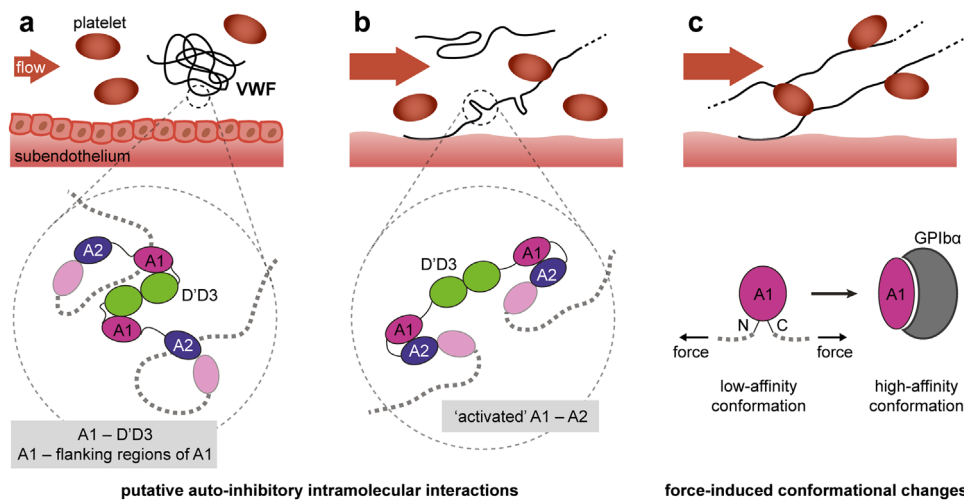 a
platelet
flow
VWF
subendothelium
A2
A1
D'D3
A1
A2
A1 – D'D3
A1 – flanking regions of A1
b
D'D3
A1
A2
A1
A2
'activated' A1 – A2
putative auto-inhibitory intramolecular interactions
c
GPIbα
A1
A1
N C
force force
low-affinity
conformation
high-affinity
conformation
force-induced conformational changes